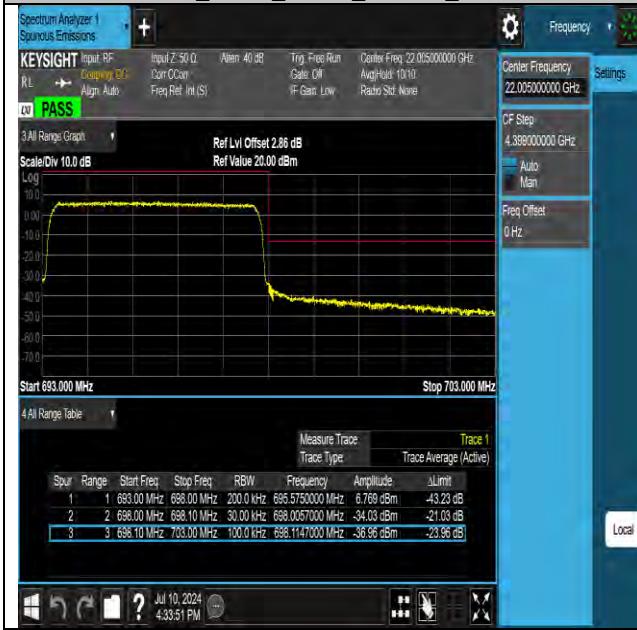 Spectrum Analyzer 1
Spurious Emissions
Frequency
KEYSIGHT Input: RF Input Z: 50 Ω Atten: 40 dB Trig: Free Run Center Freq: 22.005000000 GHz
RL Coupling: DC Corr CCorr Gate: Off Avg|Hold: 10/10
Align: Auto Freq Ref: Int (S) IF Gain: Low Radio Std: None
PASS
Center Frequency
22.005000000 GHz
Settings
CF Step
4.399000000 GHz
Auto
Man
Freq Offset
0 Hz
3 All Range Graph
Ref Lvl Offset 2.86 dB
Scale/Div 10.0 dB Ref Value 20.00 dBm
Log
10.0
0.00
-10.0
-20.0
-30.0
-40.0
-50.0
-60.0
-70.0
Start 693.000 MHz Stop 703.000 MHz
4 All Range Table
Measure Trace Trace 1
Trace Type Trace Average (Active)
Spur Range Start Freq Stop Freq RBW Frequency Amplitude ΔLimit
1 1 693.00 MHz 698.00 MHz 200.0 kHz 695.5750000 MHz 6.769 dBm -43.23 dB
2 2 698.00 MHz 698.10 MHz 30.00 kHz 698.0057000 MHz -34.03 dBm -21.03 dB
3 3 698.10 MHz 703.00 MHz 100.0 kHz 698.1147000 MHz -36.96 dBm -23.96 dB
Local
?
Jul 10, 2024
4:33:51 PM